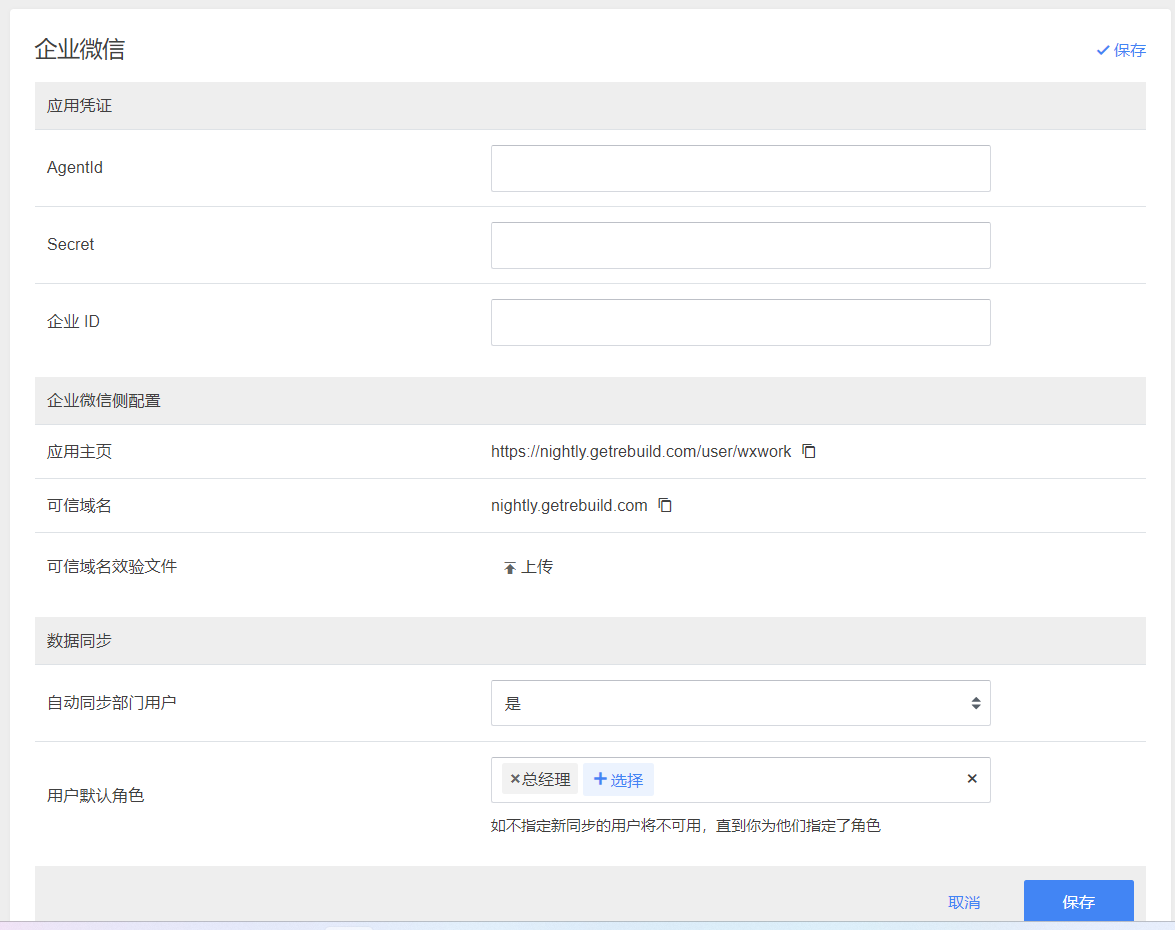 企业微信
保存
应用凭证
AgentId
Secret
企业 ID
企业微信侧配置
应用主页 https://nightly.getrebuild.com/user/wxwork
可信域名 nightly.getrebuild.com
可信域名效验文件 上传
数据同步
自动同步部门用户 是
用户默认角色 ×总经理 +选择 ×
如不指定新同步的用户将不可用，直到你为他们指定了角色
取消 保存